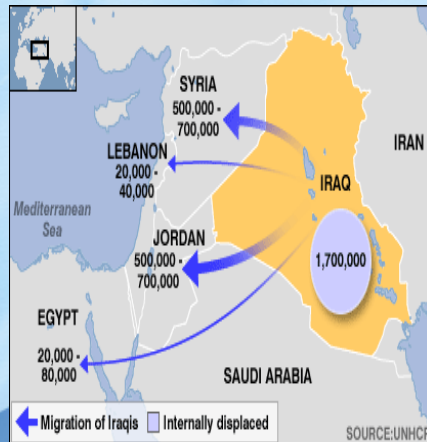 SYRIA
500,000 -
700,000
IRAN
LEBANON
20,000 -
40,000
IRAQ
Mediterranean
Sea
JORDAN
500,000 -
700,000
1,700,000
EGYPT
20,000 -
80,000
SAUDI ARABIA
Migration of Iraqis
Internally displaced
SOURCE:UNHCR